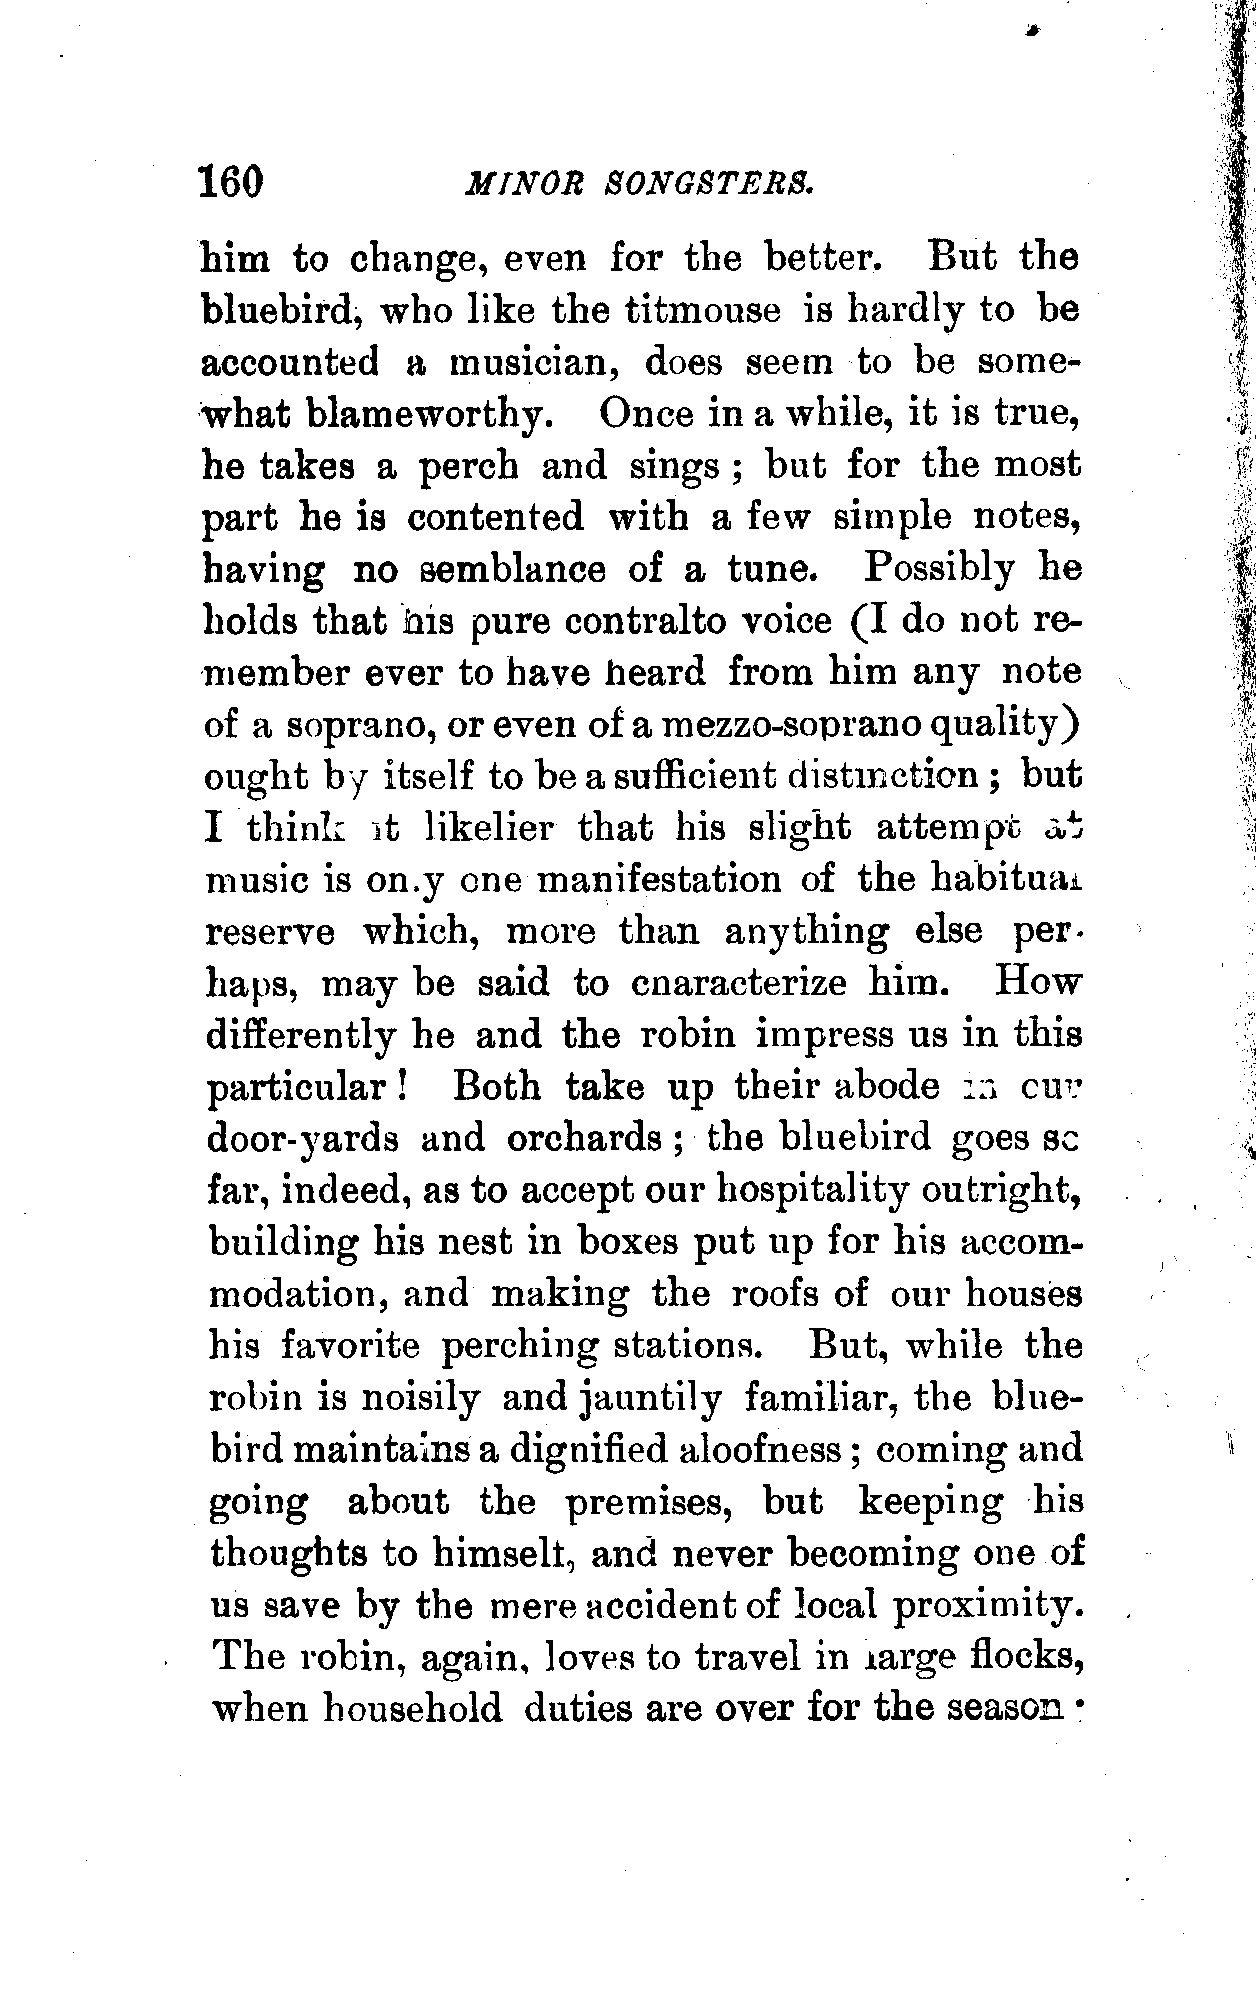 160 MINOR SONGSTERS.
him to change, even for the better. But the
bluebird, who like the titmouse is hardly to be
accounted a musician, does seem to be some-
what blameworthy. Once in a while, it is true,
he takes a perch and sings ; but for the most
part he is contented with a few simple notes,
having no semblance of a tune. Possibly he
holds that his pure contralto voice (I do not re-
member ever to have heard from him any note
of a soprano, or even of a mezzo-soprano quality)
ought by itself to be a sufficient distinction ; but
I think it likelier that his slight attempt at
music is only one manifestation of the habitual
reserve which, more than anything else per-
haps, may be said to characterize him. How
differently he and the robin impress us in this
particular ! Both take up their abode in our
door-yards and orchards ; the bluebird goes so
far, indeed, as to accept our hospitality outright,
building his nest in boxes put up for his accom-
modation, and making the roofs of our houses
his favorite perching stations. But, while the
robin is noisily and jauntily familiar, the blue-
bird maintains a dignified aloofness ; coming and
going about the premises, but keeping his
thoughts to himself, and never becoming one of
us save by the mere accident of local proximity.
The robin, again, loves to travel in large flocks,
when household duties are over for the season ;